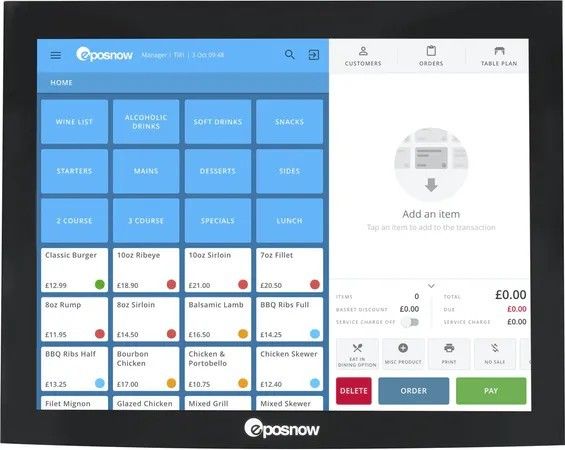 eposnow
Manager | Till1 | 3 Oct 09:48
CUSTOMERS
ORDERS
TABLE PLAN
HOME
WINE LIST
ALCOHOLIC
DRINKS
SOFT DRINKS
SNACKS
STARTERS
MAINS
DESSERTS
SIDES
2 COURSE
3 COURSE
SPECIALS
LUNCH
Classic Burger
£12.99
10oz Ribeye
£18.90
10oz Sirloin
£21.00
7oz Fillet
£20.50
8oz Rump
£11.95
8oz Sirloin
£14.50
Balsamic Lamb
£16.50
BBQ Ribs Full
£14.25
BBQ Ribs Half
£13.25
Bourbon
Chicken
£17.00
Chicken &
Portobello
£10.75
Chicken Skewer
£12.40
Filet Mignon
Glazed Chicken
Mixed Grill
Mixed Skewer
Add an item
Tap an item to add to the transaction
ITEMS 0
BASKET DISCOUNT £0.00
SERVICE CHARGE OFF
TOTAL £0.00
DUE £0.00
SERVICE CHARGE £0.00
EAT IN
DINING OPTION
MISC PRODUCT
PRINT
NO SALE
DELETE
ORDER
PAY
eposnow